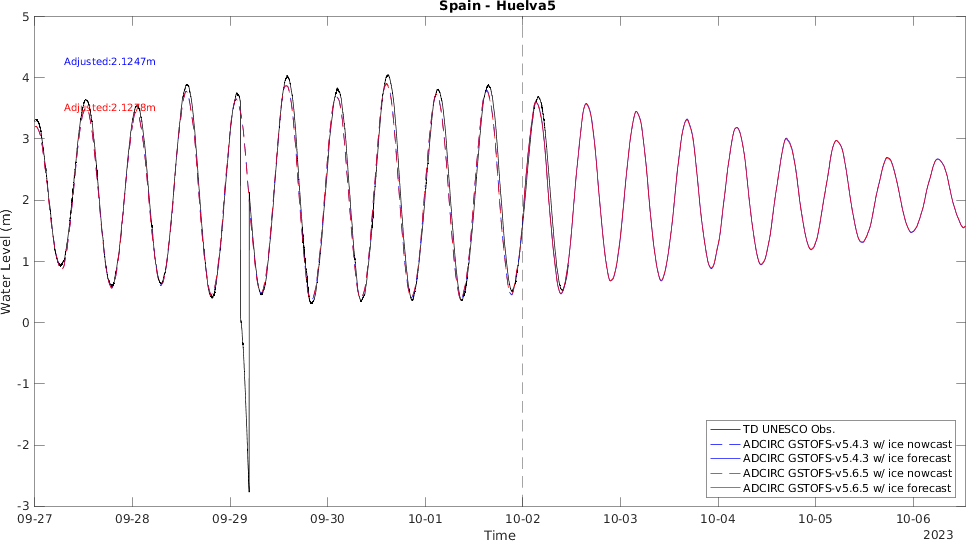 Spain - Huelva5
Adjusted:2.1247m
Adjusted:2.1278m
5
4
3
2
1
0
-1
-2
-3
Water Level (m)
09-27
09-28
09-29
09-30
10-01
10-02
10-03
10-04
10-05
10-06
Time
2023
TD UNESCO Obs.
ADCIRC GSTOFS-v5.4.3 w/ ice nowcast
ADCIRC GSTOFS-v5.4.3 w/ ice forecast
ADCIRC GSTOFS-v5.6.5 w/ ice nowcast
ADCIRC GSTOFS-v5.6.5 w/ ice forecast